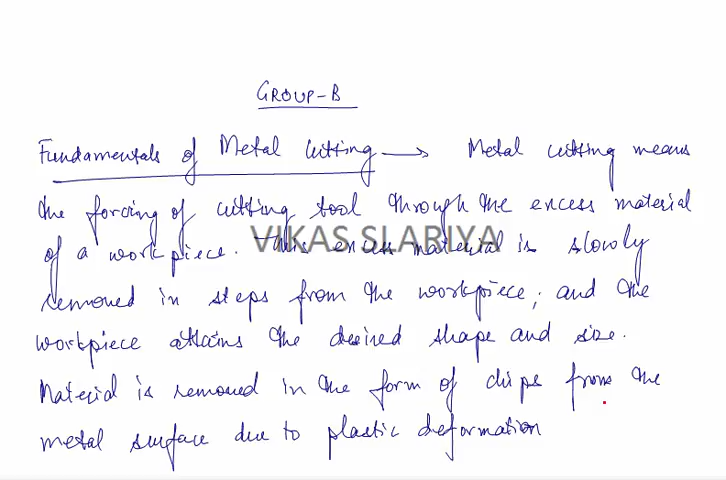 GROUP-B
Fundamentals of Metal Cutting → Metal cutting means
the forcing of cutting tool through the excess material
of a workpiece. This excess material is slowly
VIKAS SLARIYA
removed in steps from the workpiece, and the
workpiece attains the desired shape and size.
Material is removed in the form of chips from the
metal surface due to plastic deformation